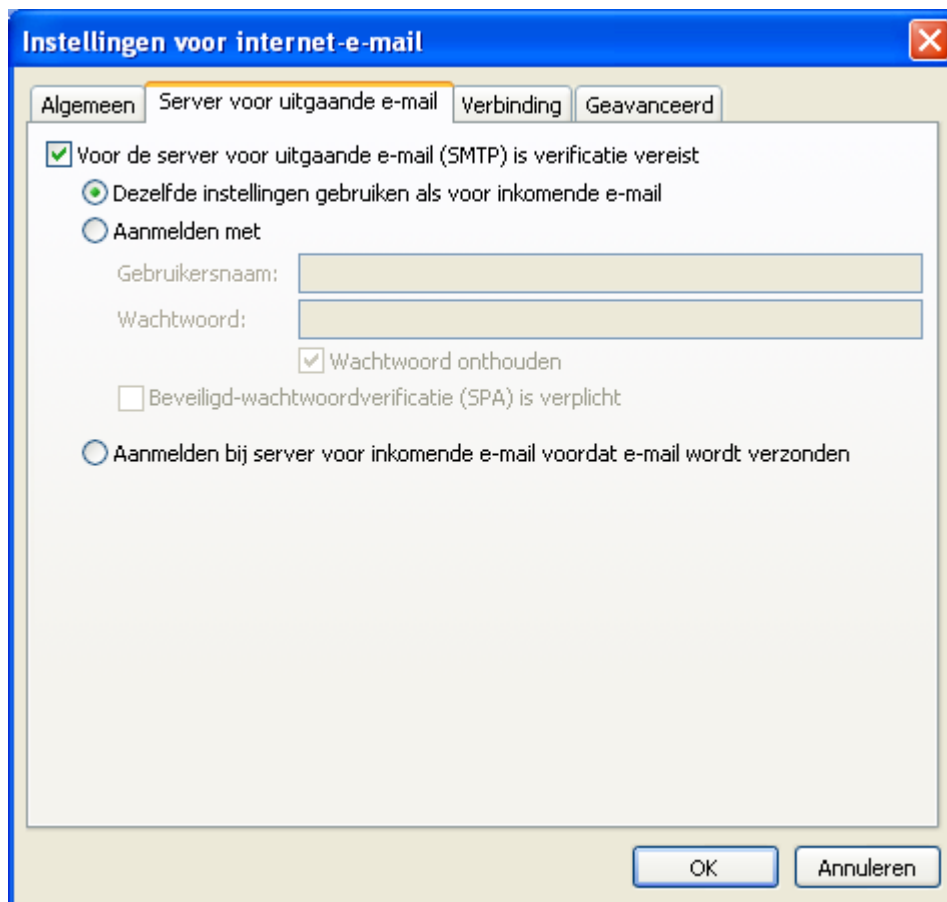 Instellingen voor internet-e-mail
Algemeen Server voor uitgaande e-mail Verbinding Geavanceerd
Voor de server voor uitgaande e-mail (SMTP) is verificatie vereist
Dezelfde instellingen gebruiken als voor inkomende e-mail
Aanmelden met
Gebruikersnaam:
Wachtwoord:
Wachtwoord onthouden
Beveiligd-wachtwoordverificatie (SPA) is verplicht
Aanmelden bij server voor inkomende e-mail voordat e-mail wordt verzonden
OK Annuleren